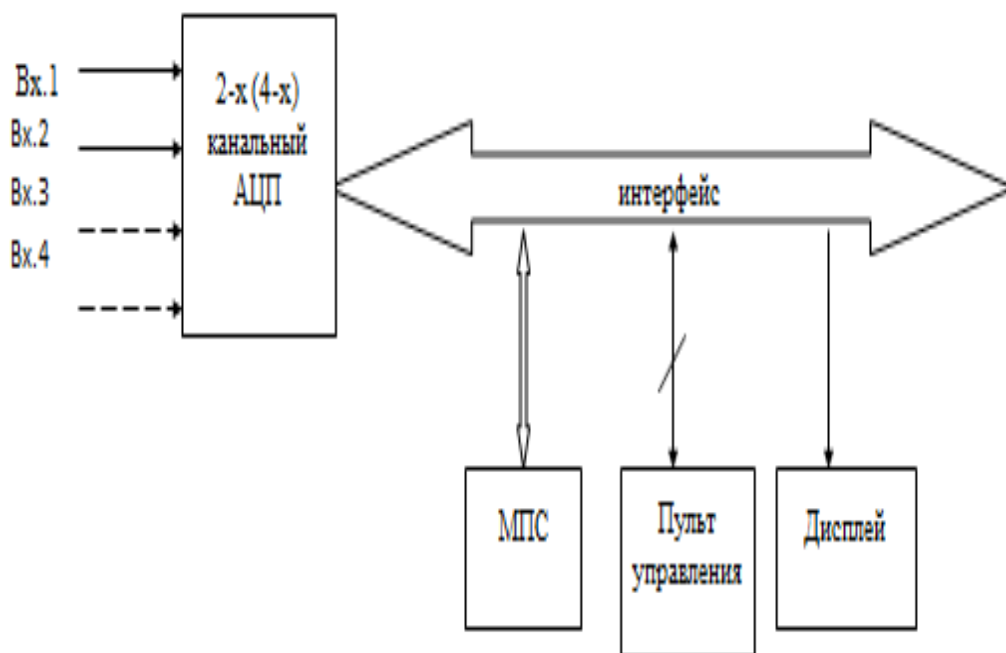 Вх.1
Вх.2
Вх.3
Вх.4
2-х (4-х)
канальный
АЦП
интерфейс
МПС
Пульт
управления
Дисплей